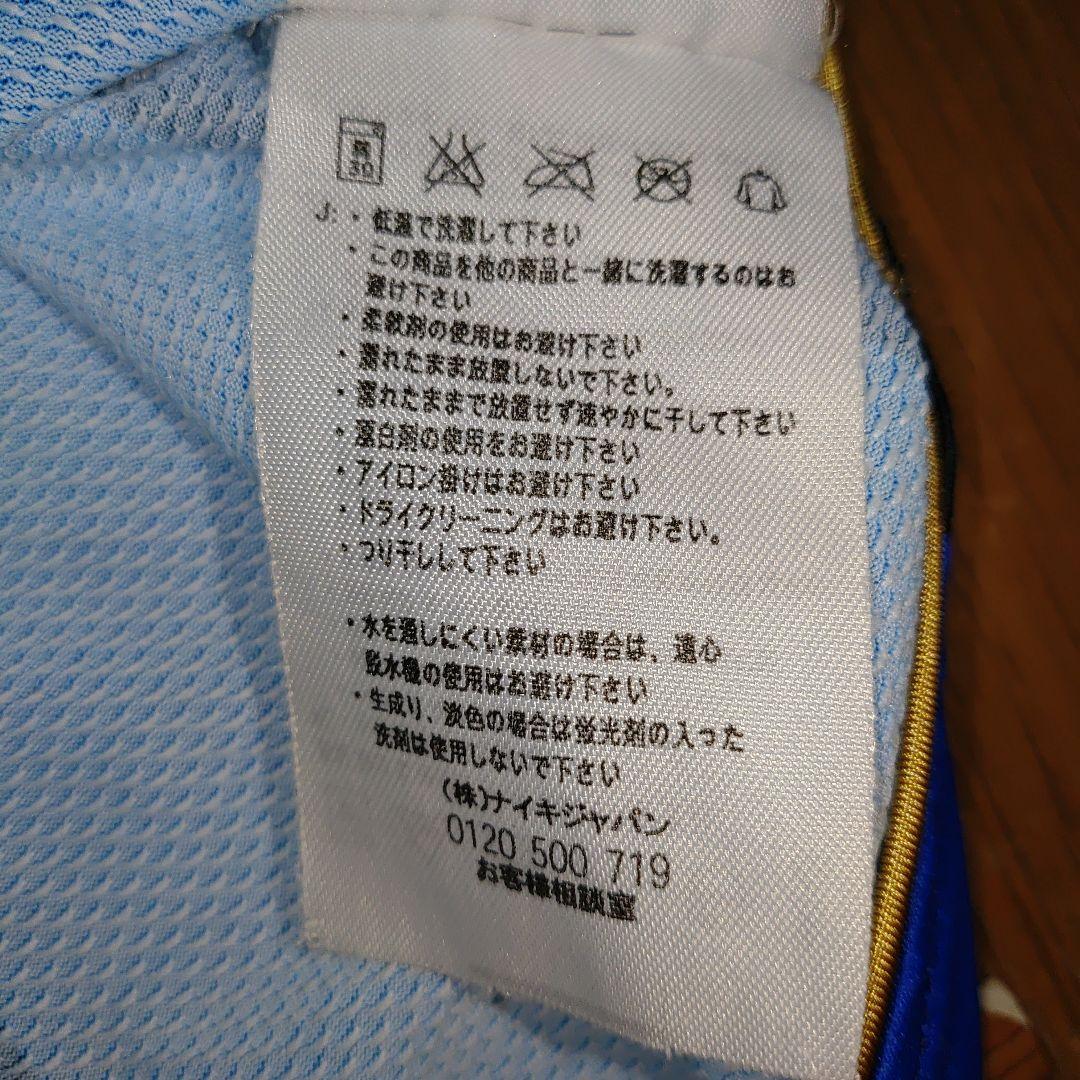 弱
30
J: ・低温で洗濯して下さい
・この商品を他の商品と一緒に洗濯するのはお
避け下さい
・柔軟剤の使用はお避け下さい
・濡れたまま放置しないで下さい。
・濡れたままで放置せず速やかに干して下さい
・漂白剤の使用をお避け下さい
・アイロン掛けはお避け下さい
・ドライクリーニングはお避け下さい。
・つり干しして下さい
・水を通しにくい素材の場合は、遠心
脱水機の使用はお避け下さい
・生成り、淡色の場合は蛍光剤の入った
洗剤は使用しないで下さい
(株)ナイキジャパン
0120 500 719
お客様相談室